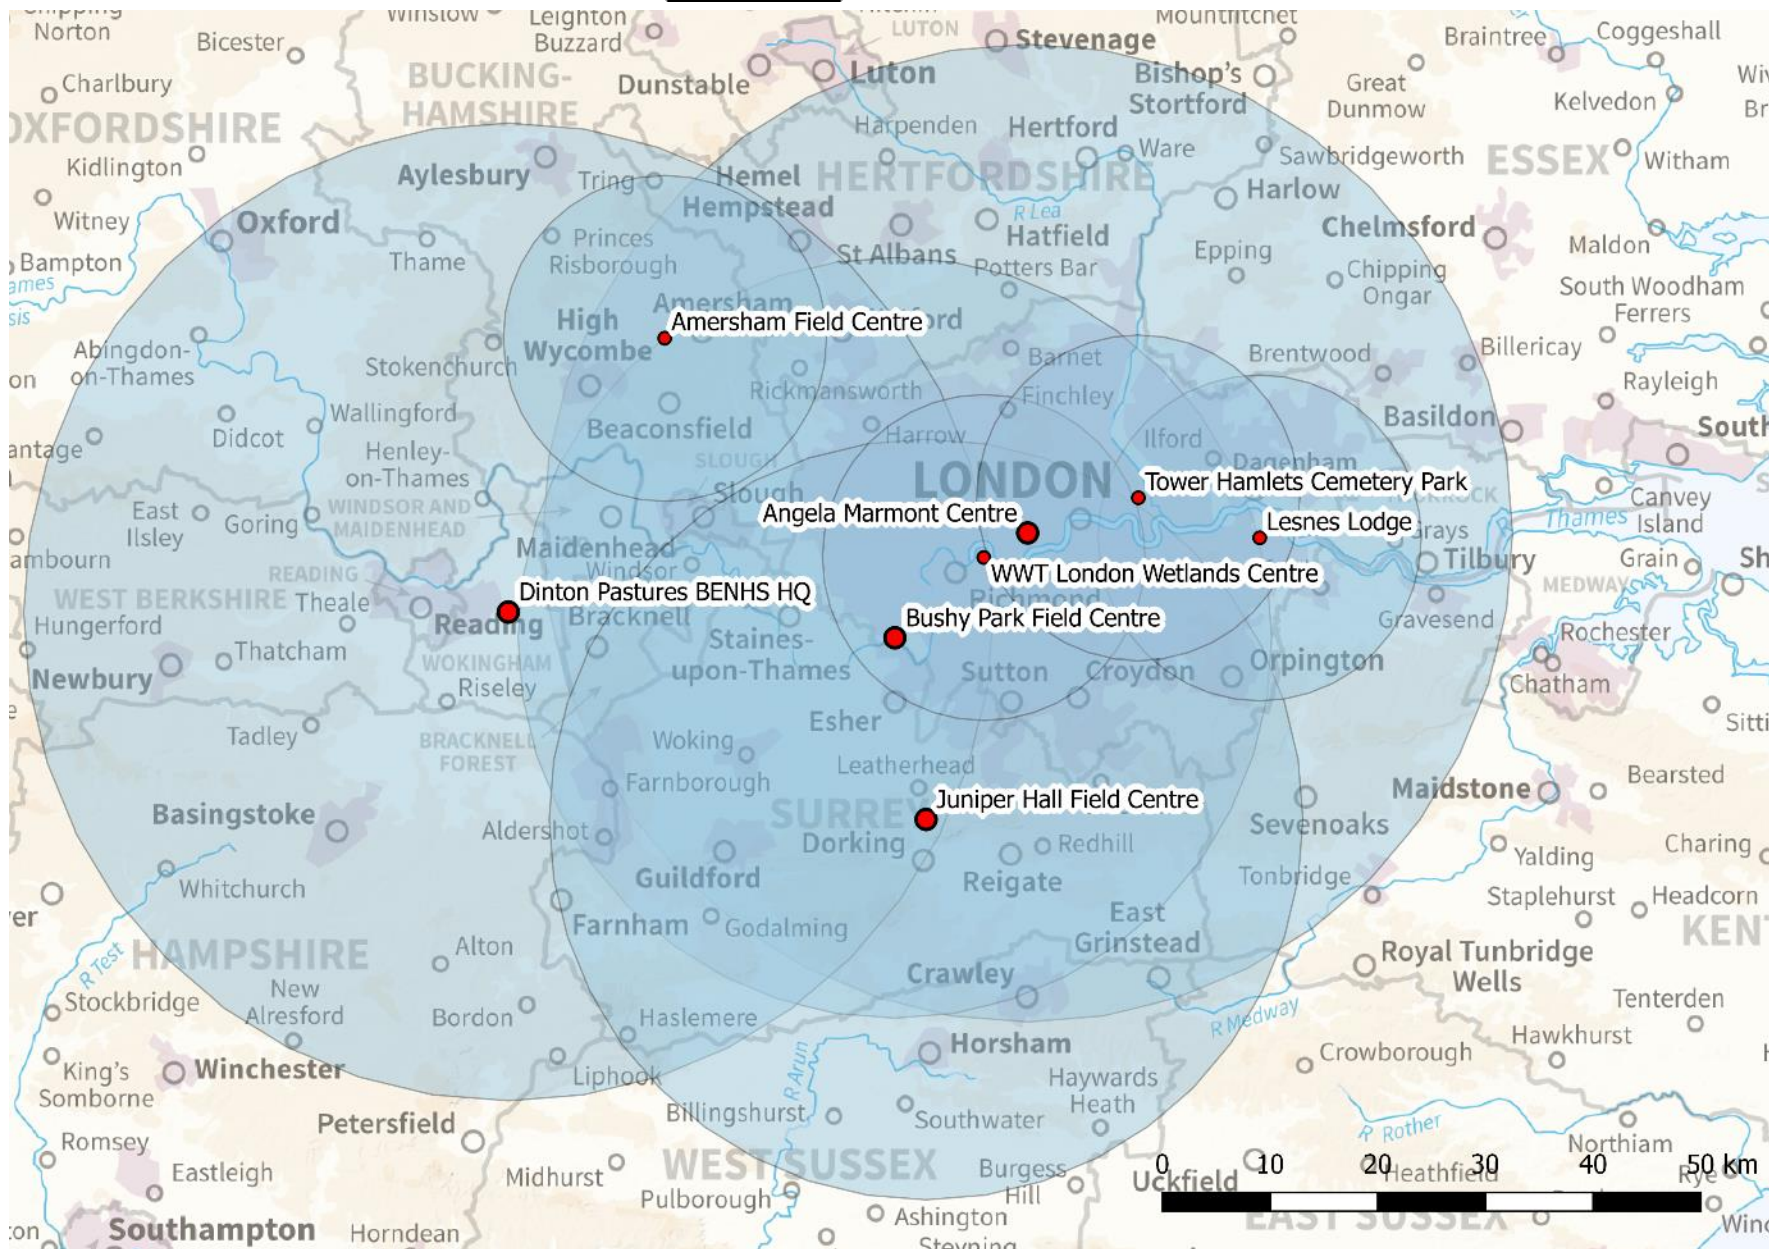 Chipping
Norton
Winslow
Leighton
Buzzard
LUTON
Mountfitchet
Stevenage
Braintree
Coggeshall
Bicester
Charlbury
BUCKING-
HAMSHIRE
Dunstable
Luton
Bishop's
Stortford
Great
Dunmow
Kelvedon
OXFORDSHIRE
Kidlington
Harpenden
Hertford
Ware
Sawbridgeworth
ESSEX
Witham
Aylesbury
Tring
Hemel
Hempstead
HERTFORDSHIRE
Harlow
Witney
Oxford
R Lea
Chelmsford
Thame
Princes
Risborough
St Albans
Hatfield
Potters Bar
Epping
Chipping
Ongar
Maldon
Bampton
South Woodham
Ferrers
Amersham
Amersham Field Centre
High
Wycombe
Abingdon-
on-Thames
Stokenchurch
Rickmansworth
Barnet
Brentwood
Billericay
Rayleigh
Finchley
Wallingford
Didcot
Beaconsfield
Harrow
Ilford
Basildon
Henley-
on-Thames
SLOUGH
Slough
LONDON
Dagenham
Tower Hamlets Cemetery Park
Canvey
Island
WINDSOR AND
MAIDENHEAD
East
Ilsley
Goring
Angela Marmont Centre
Lesnes Lodge
Thames
Maidenhead
Windsor
Tilbury
Grain
READING
WWT London Wetlands Centre
MEDWAY
WEST BERKSHIRE
Theale
Dinton Pastures BENHS HQ
Richmond
Hungerford
Reading
Bracknell
Bushy Park Field Centre
Gravesend
Rochester
Thatcham
Staines-
upon-Thames
Newbury
WOKINGHAM
Riseley
Sutton
Croydon
Orpington
Chatham
Esher
Tadley
BRACKNELL
FOREST
Woking
Leatherhead
Farnborough
Bearsted
Maidstone
Basingstoke
SURREY
Juniper Hall Field Centre
Sevenoaks
Aldershot
Dorking
Redhill
Yalding
Charing
Whitchurch
Guildford
Reigate
Tonbridge
Staplehurst
Headcorn
Farnham
Godalming
East
Grinstead
KENT
R Test
HAMPSHIRE
Alton
Royal Tunbridge
Wells
Crawley
Stockbridge
New
Alresford
Bordon
Haslemere
R Medway
Tenterden
Hawkhurst
R Arun
Horsham
Crowborough
King's
Somborne
Winchester
Liphook
Haywards
Heath
Billingshurst
Southwater
Petersfield
R Rother
Northiam
Romsey
Eastleigh
Midhurst
WEST SUSSEX
Burgess
Hill
0 10 20 30 40 50 km
Heathfield
Rye
Pulborough
Uckfield
Southampton
Horndean
Ashington
Steyning
EAST SUSSEX